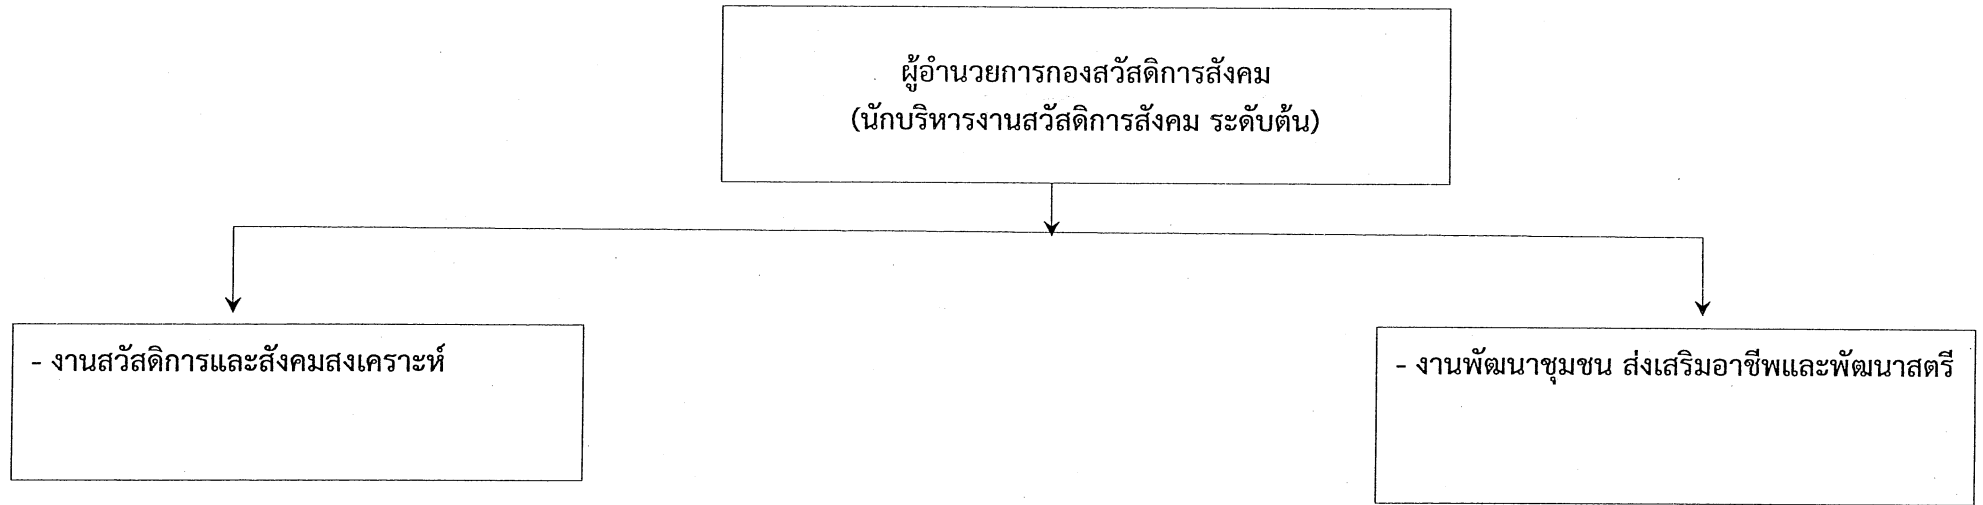 ผู้อำนวยการกองสวัสดิการสังคม
(นักบริหารงานสวัสดิการสังคม ระดับต้น)
- งานสวัสดิการและสังคมสงเคราะห์
- งานพัฒนาชุมชน ส่งเสริมอาชีพและพัฒนาสตรี